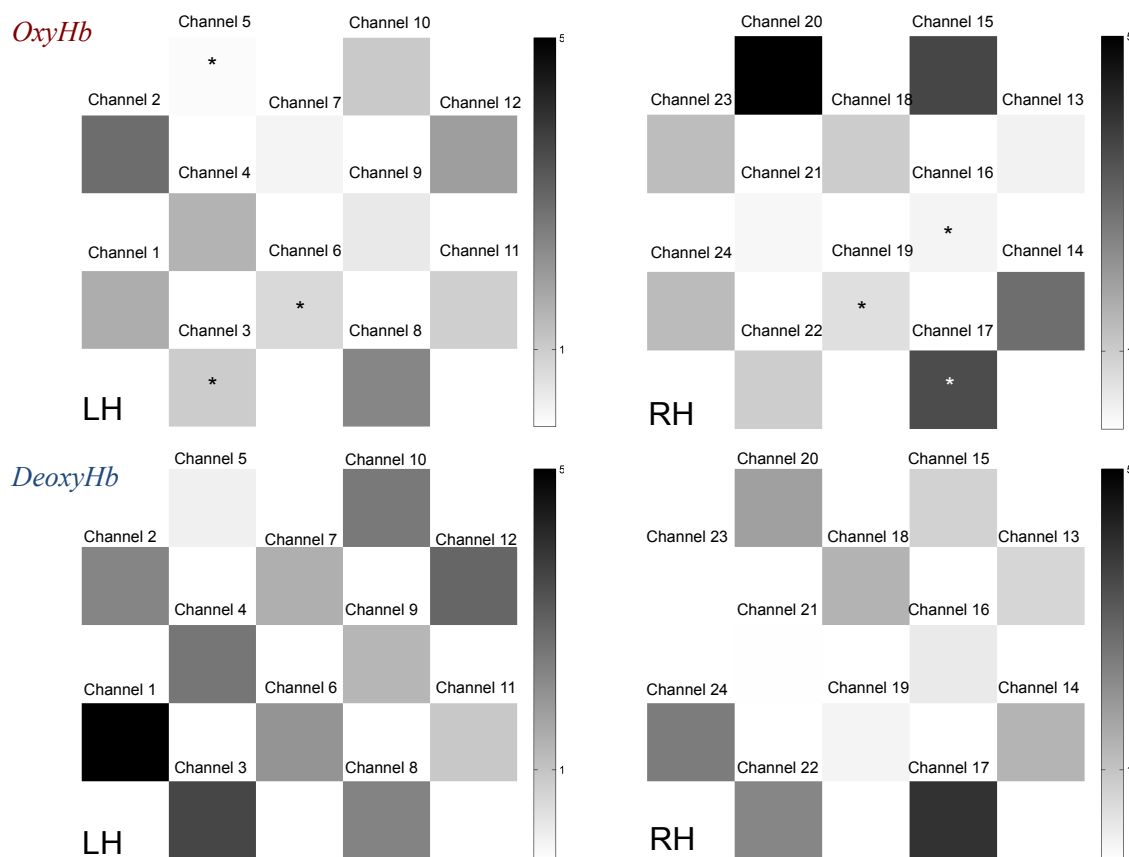 OxyHb
Channel 5 Channel 10 Channel 20 Channel 15
5 5
Channel 2 Channel 7 Channel 12 Channel 23 Channel 18 Channel 13
*
Channel 4 Channel 9 Channel 21 Channel 16
Channel 1 Channel 6 Channel 11 Channel 24 Channel 19 Channel 14
*
Channel 3 Channel 8 Channel 22 Channel 17
* *
1 1
* *
LH RH
DeoxyHb
Channel 5 Channel 10 Channel 20 Channel 15
5 5
Channel 2 Channel 7 Channel 12 Channel 23 Channel 18 Channel 13
Channel 4 Channel 9 Channel 21 Channel 16
Channel 1 Channel 6 Channel 11 Channel 24 Channel 19 Channel 14
Channel 3 Channel 8 Channel 22 Channel 17
1 1
LH RH